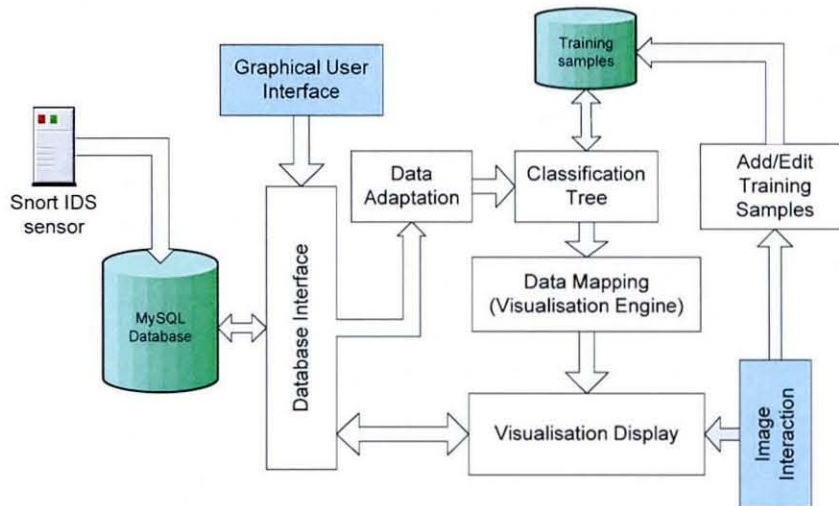 Training
samples
Graphical User
Interface
Snort IDS
sensor
Data
Adaptation
Classification
Tree
Add/Edit
Training
Samples
MySQL
Database
Database Interface
Data Mapping
(Visualisation Engine)
Visualisation Display
Image
Interaction